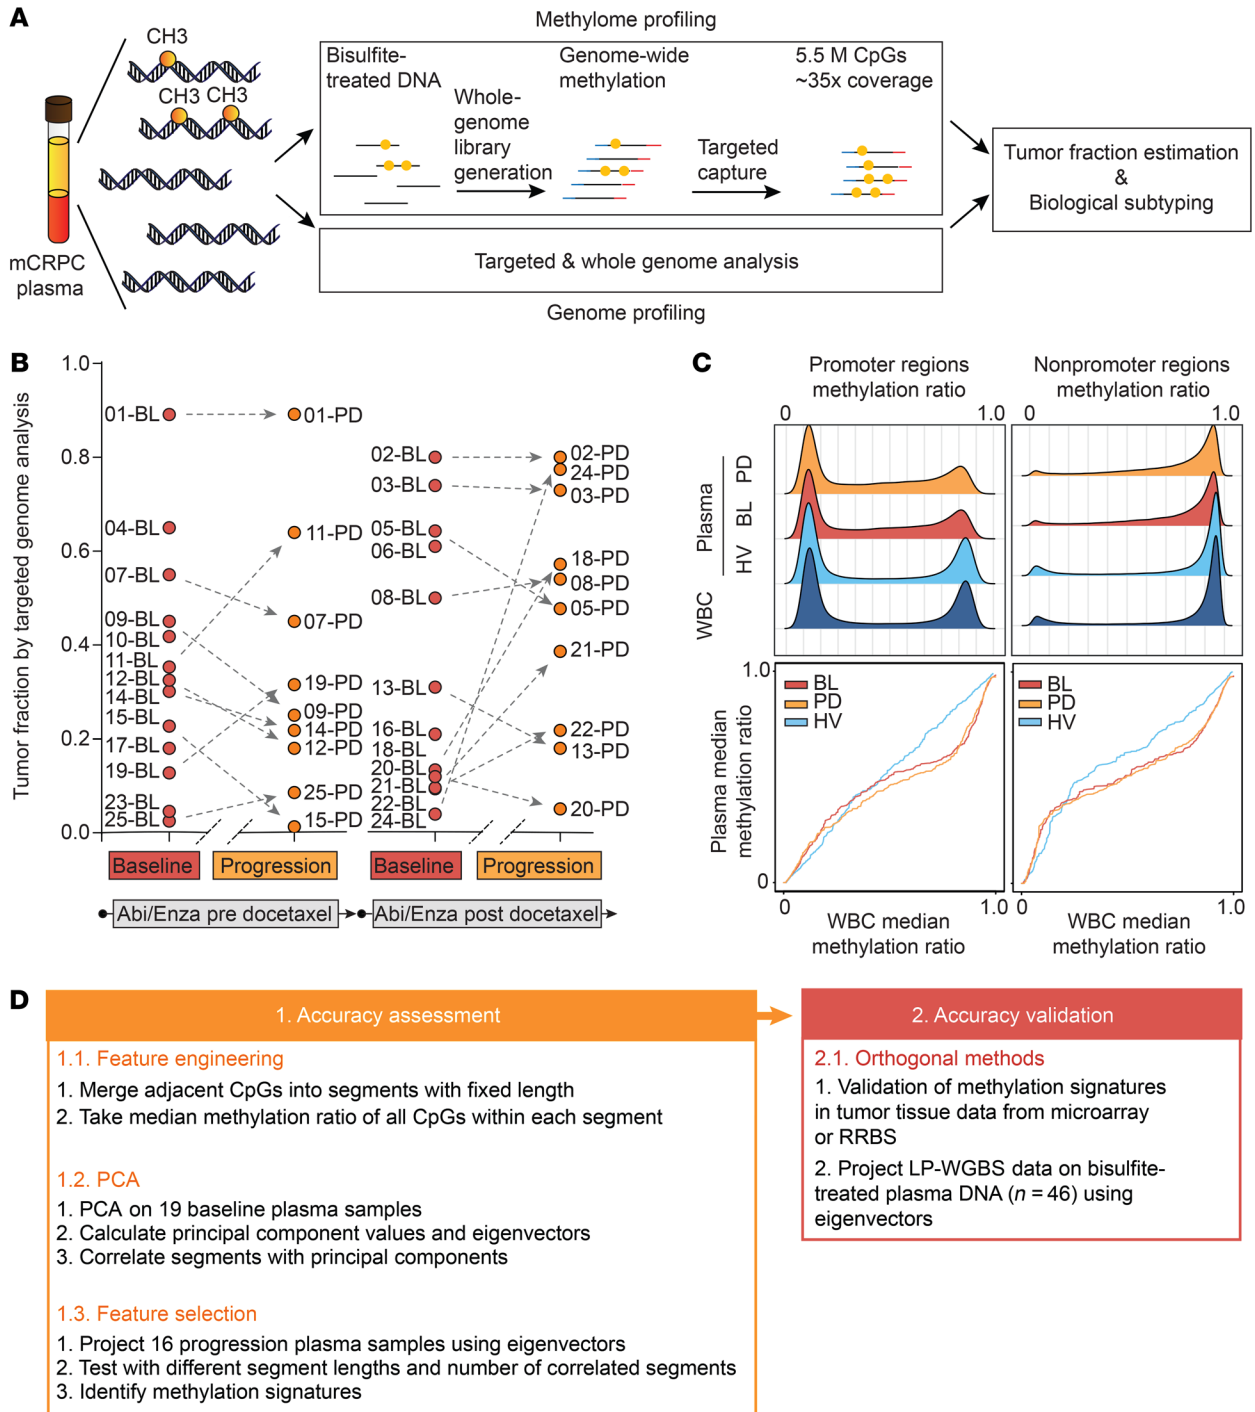 A
Methylome profiling
CH3
CH3 CH3
mCRPC
plasma
Bisulfite-
treated DNA
Whole-
genome
library
generation
Genome-wide
methylation
Targeted
capture
5.5 M CpGs
~35x coverage
Targeted & whole genome analysis
Genome profiling
Tumor fraction estimation
&
Biological subtyping
B
Tumor fraction by targeted genome analysis
1.0
0.8
0.6
0.4
0.2
0.0
01-BL
04-BL
07-BL
09-BL
10-BL
11-BL
12-BL
14-BL
15-BL
17-BL
19-BL
23-BL
25-BL
01-PD
11-PD
07-PD
19-PD
09-PD
14-PD
12-PD
25-PD
15-PD
02-BL
03-BL
05-BL
06-BL
08-BL
13-BL
16-BL
18-BL
20-BL
21-BL
22-BL
24-BL
02-PD
24-PD
03-PD
18-PD
08-PD
05-PD
21-PD
22-PD
13-PD
20-PD
Baseline
Progression
Baseline
Progression
Abi/Enza pre docetaxel
Abi/Enza post docetaxel
C
Promoter regions
methylation ratio
0 1.0
Nonpromoter regions
methylation ratio
0 1.0
Plasma
PD
BL
HV
WBC
Plasma median
methylation ratio
1.0
0
BL
PD
HV
0 1.0
WBC median
methylation ratio
BL
PD
HV
0 1.0
WBC median
methylation ratio
D
1. Accuracy assessment
1.1. Feature engineering
1. Merge adjacent CpGs into segments with fixed length
2. Take median methylation ratio of all CpGs within each segment
1.2. PCA
1. PCA on 19 baseline plasma samples
2. Calculate principal component values and eigenvectors
3. Correlate segments with principal components
1.3. Feature selection
1. Project 16 progression plasma samples using eigenvectors
2. Test with different segment lengths and number of correlated segments
3. Identify methylation signatures
2. Accuracy validation
2.1. Orthogonal methods
1. Validation of methylation signatures
in tumor tissue data from microarray
or RRBS
2. Project LP-WGBS data on bisulfite-
treated plasma DNA (n = 46) using
eigenvectors